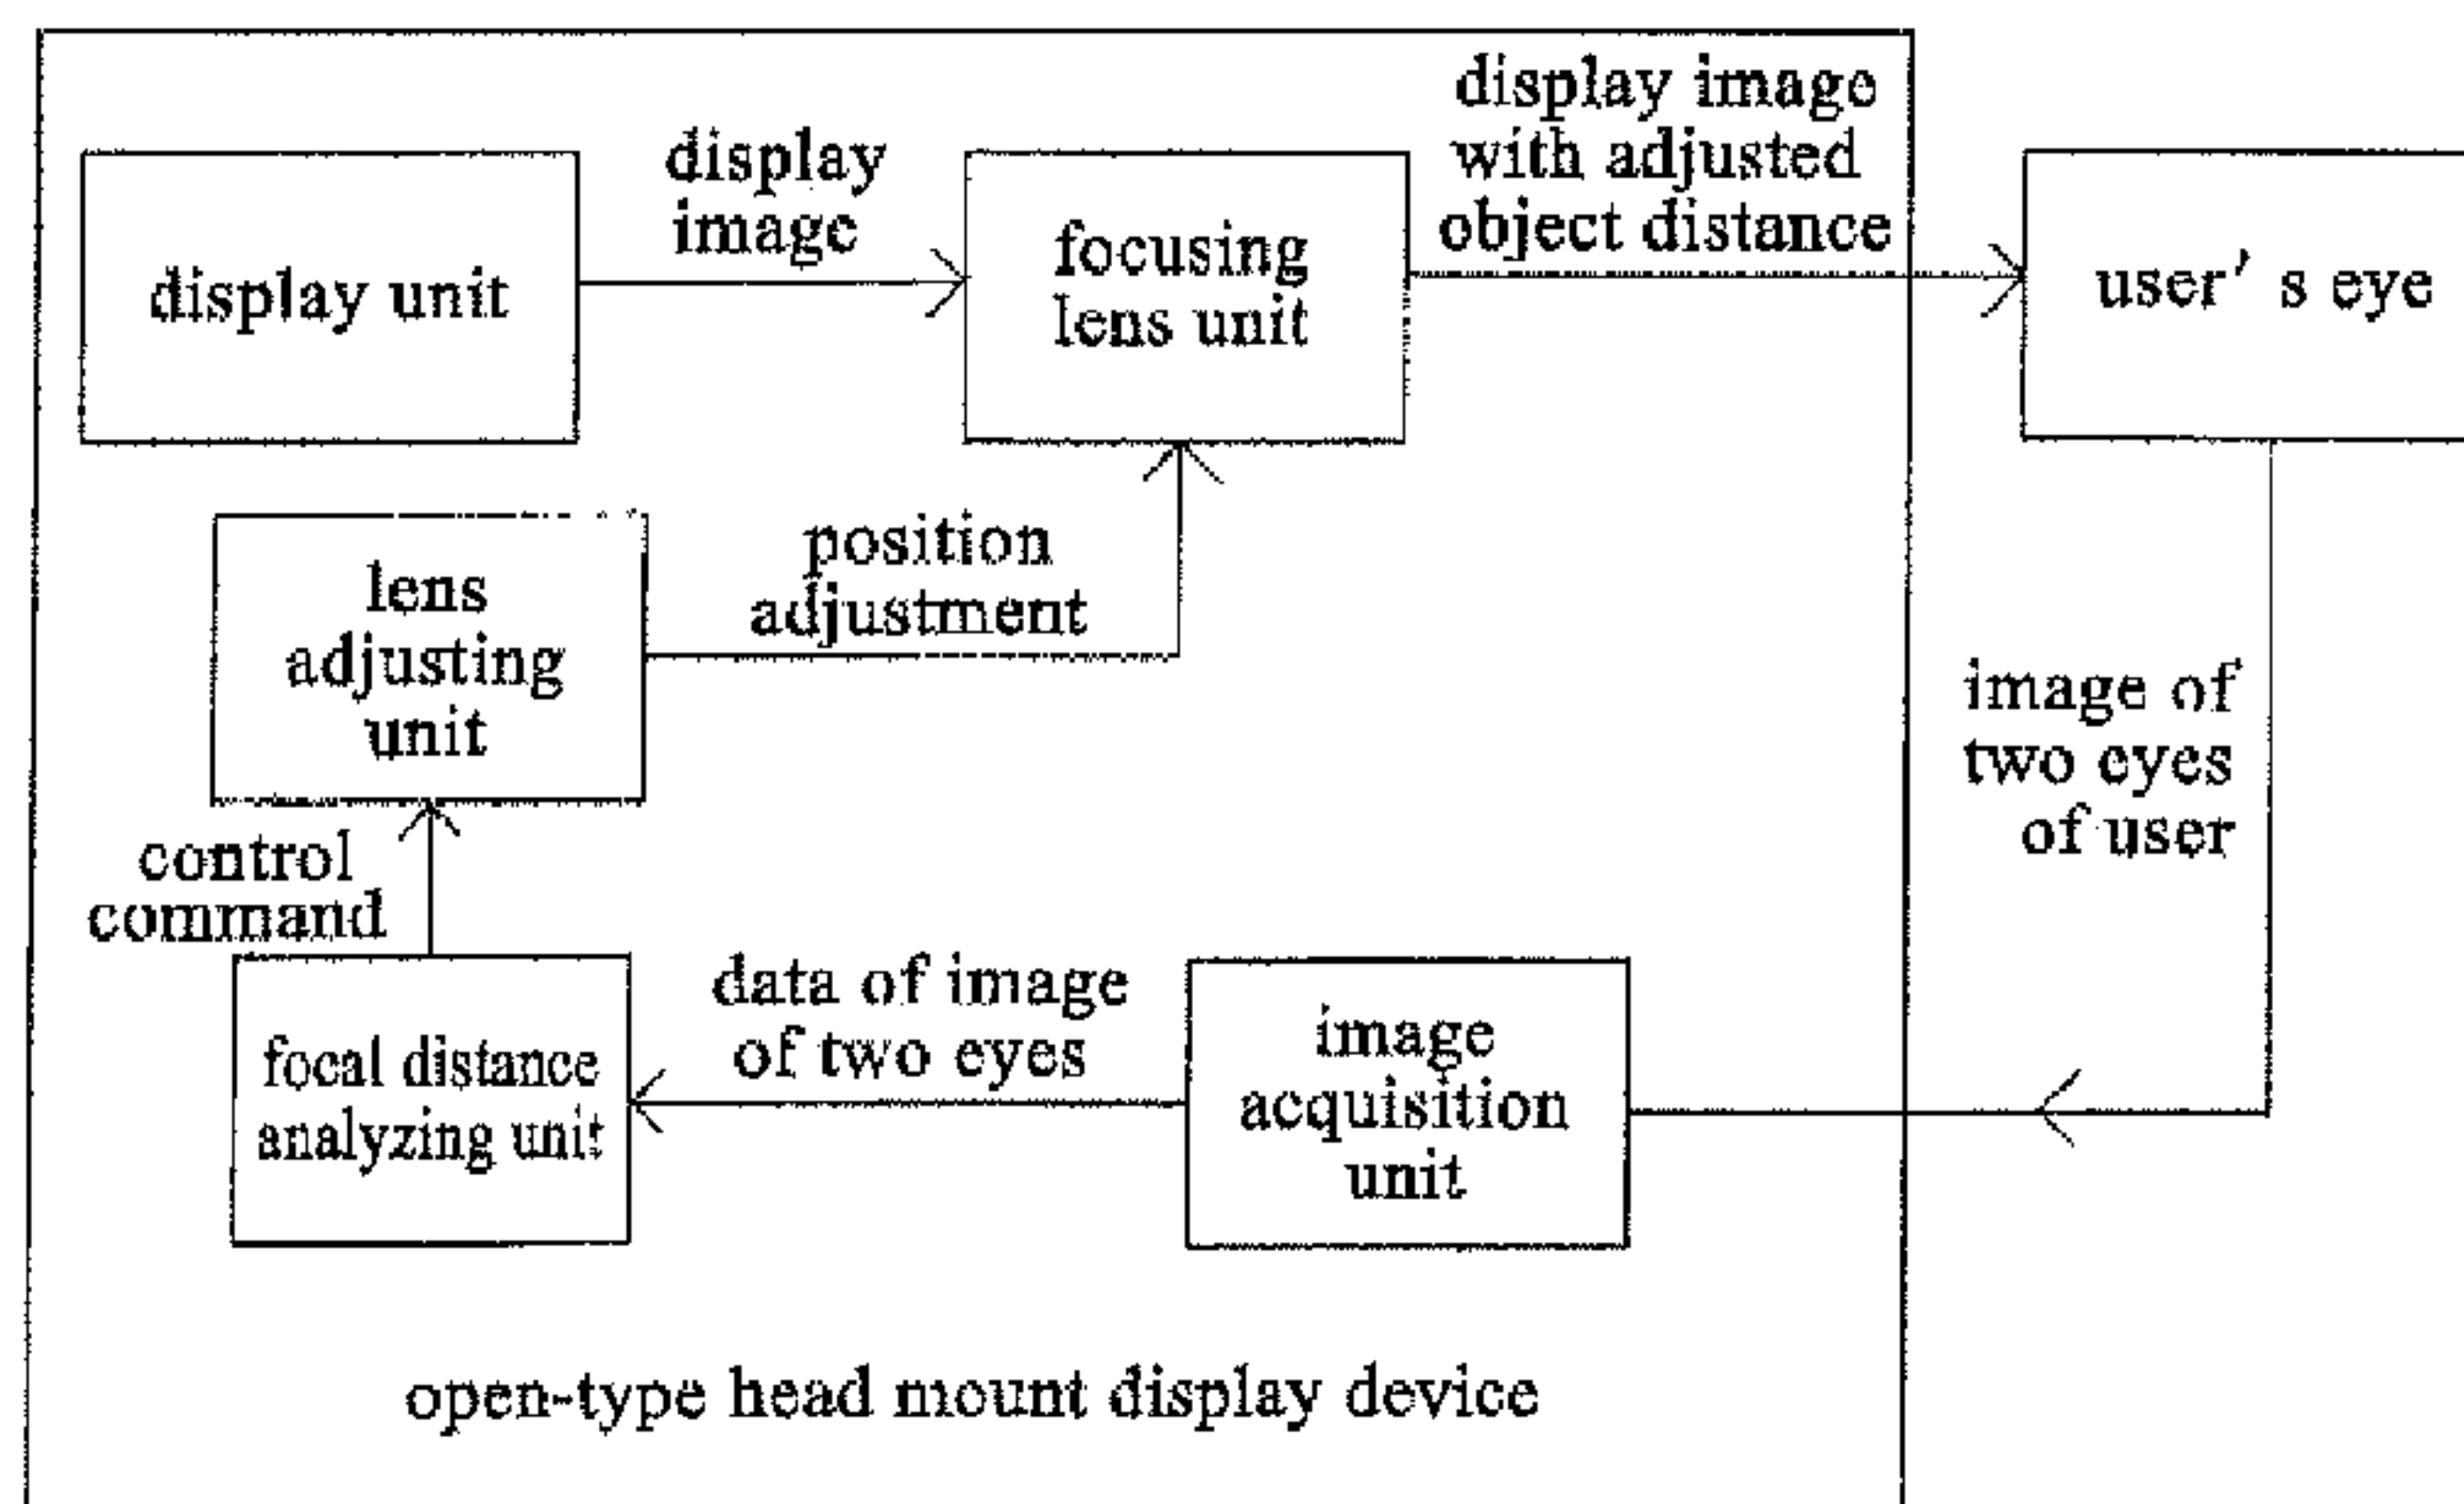 display unit
display
image
focusing
lens unit
display image
with adjusted
object distance
user' s eye
lens
adjusting
unit
position
adjustment
image of
two eyes
of user
control
command
focal distance
analyzing unit
data of image
of two eyes
image
acquisition
unit
open-type head mount display device